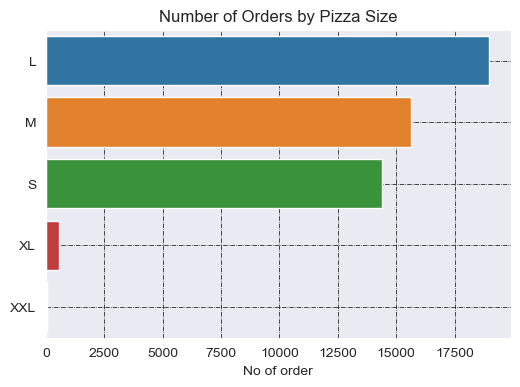 Number of Orders by Pizza Size
L
M
S
XL
XXL
0 2500 5000 7500 10000 12500 15000 17500
No of order